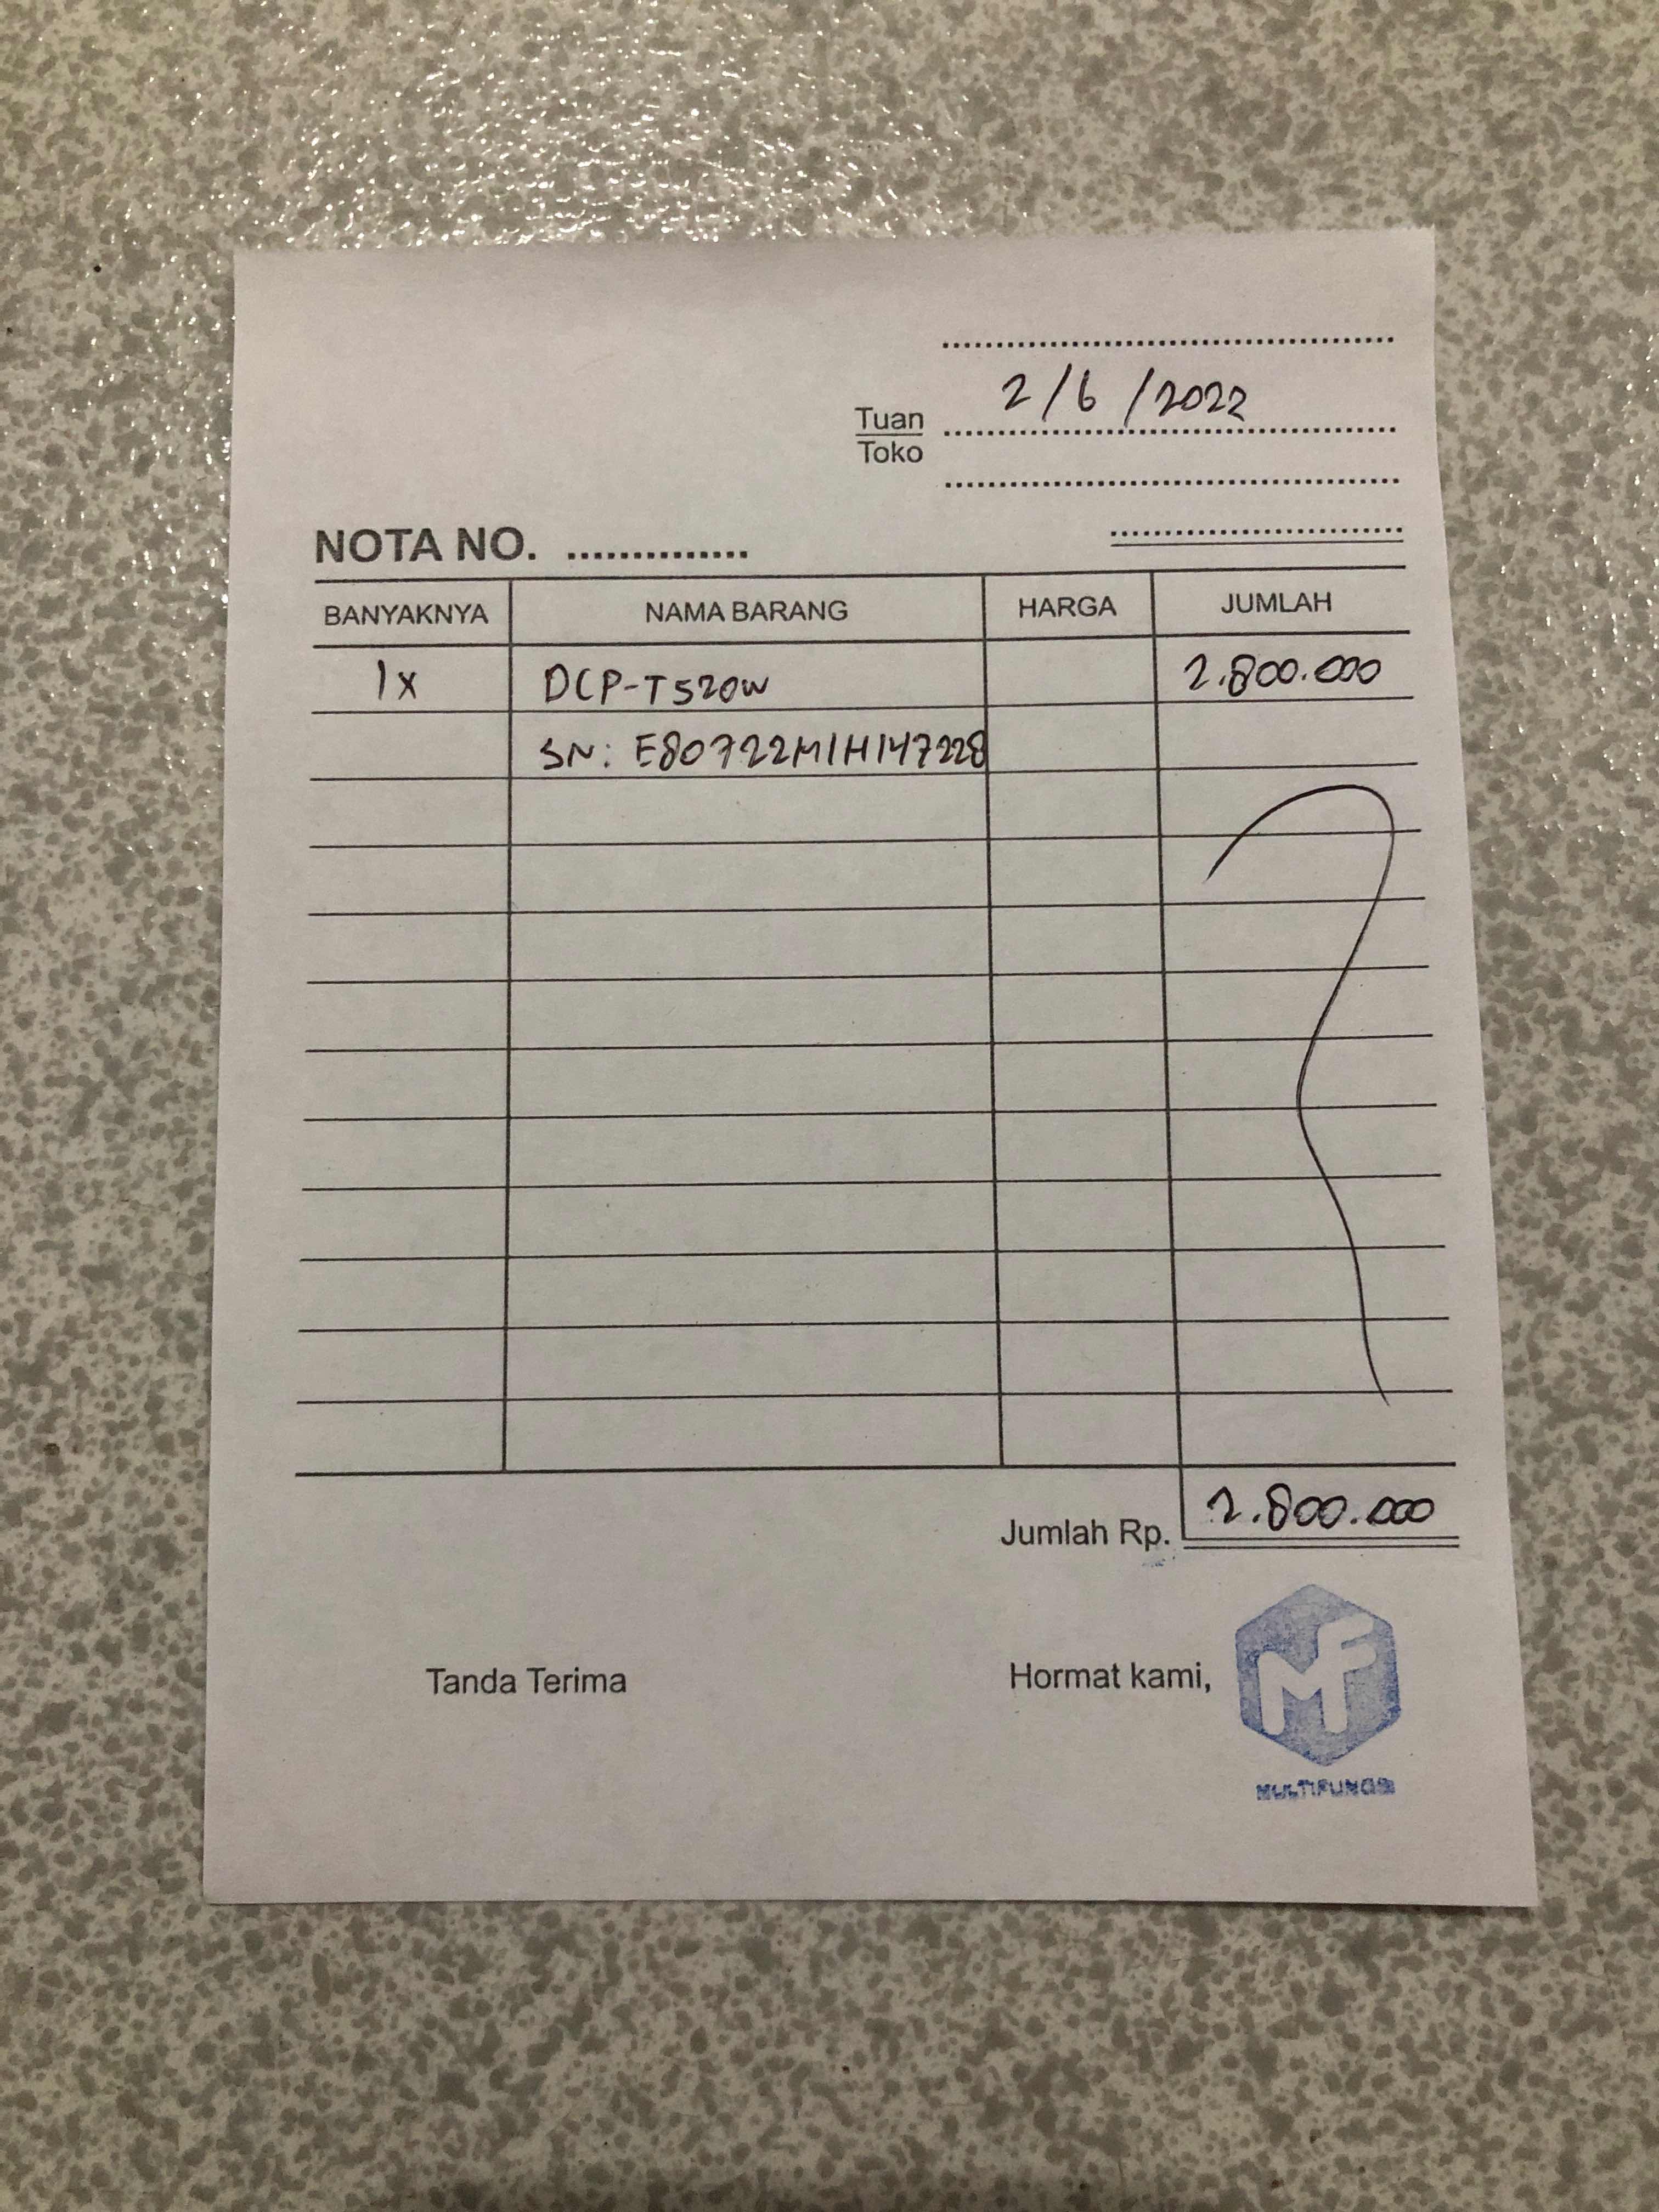 2/6/2022
Tuan
Toko
NOTA NO. ..............
BANYAKNYA NAMA BARANG HARGA JUMLAH
1x DCP-T520W 2.800.000
SN: E80722M1H147228
Jumlah Rp. 2.800.000
Tanda Terima Hormat kami,
MF
MULTIFUNGSI